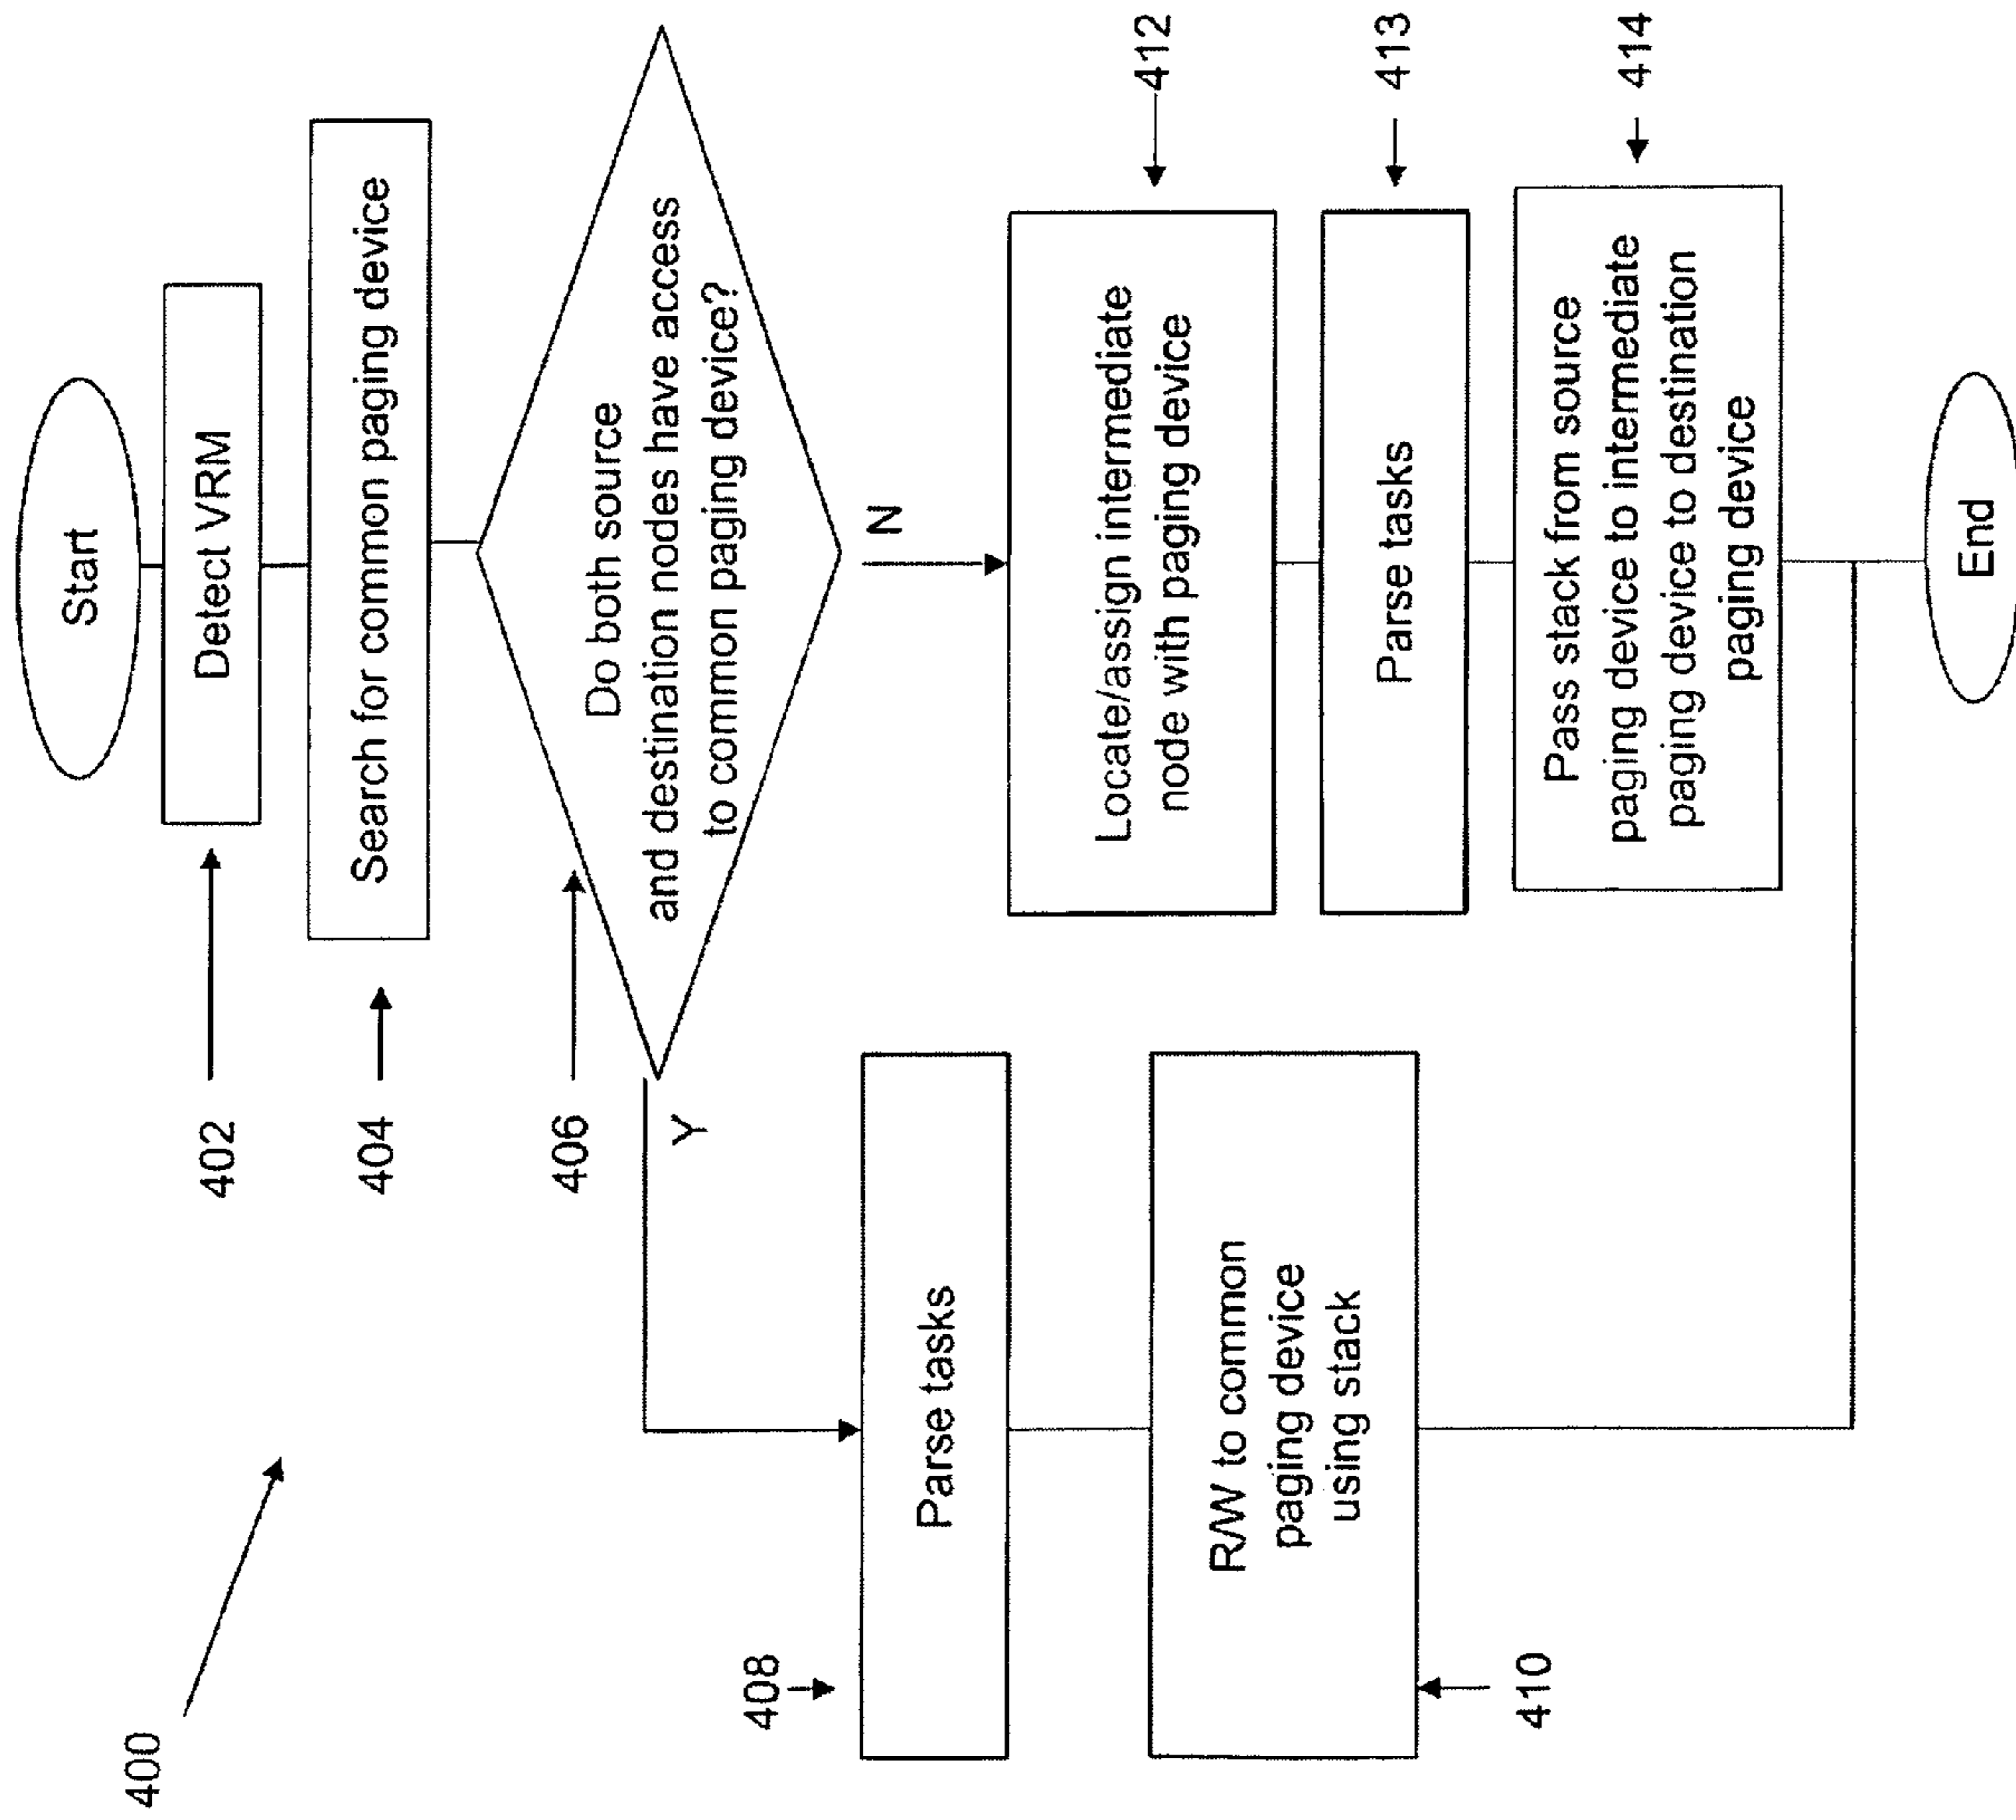 400
Start
402
Detect VRM
404
Search for common paging device
406
Do both source
and destination nodes have access
to common paging device?
Y
N
408
Parse tasks
R/W to common
paging device
using stack
410
Locate/assign intermediate
node with paging device
412
Parse tasks
413
Pass stack from source
paging device to intermediate
paging device to destination
paging device
414
End